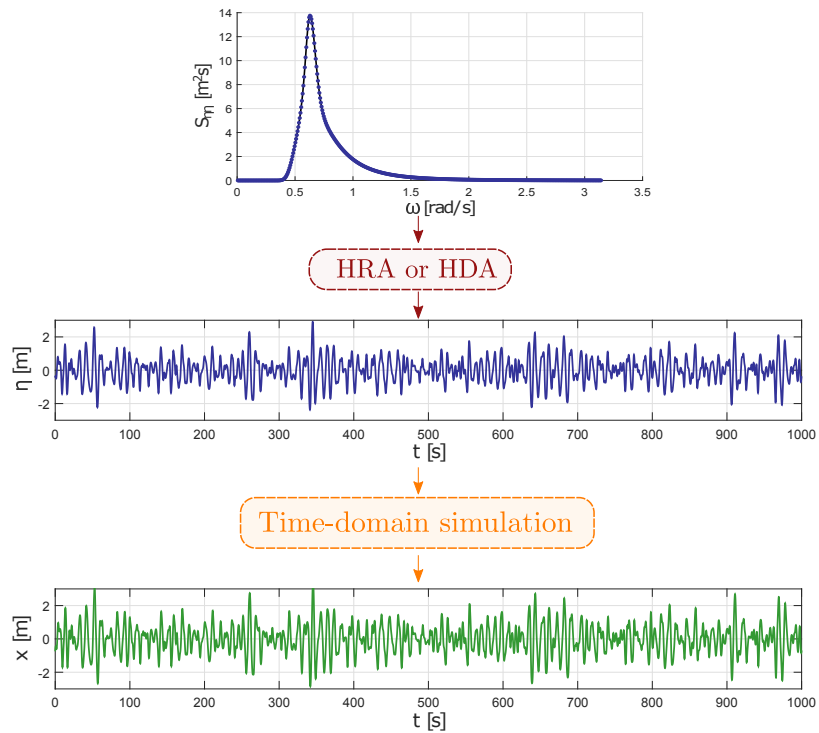 14
12
10
8
6
4
2
0
S_η [m²s]
0 0.5 1 1.5 2 2.5 3 3.5
ω [rad/s]
HRA or HDA
2
0
-2
η [m]
0 100 200 300 400 500 600 700 800 900 1000
t [s]
Time-domain simulation
2
0
-2
x [m]
0 100 200 300 400 500 600 700 800 900 1000
t [s]